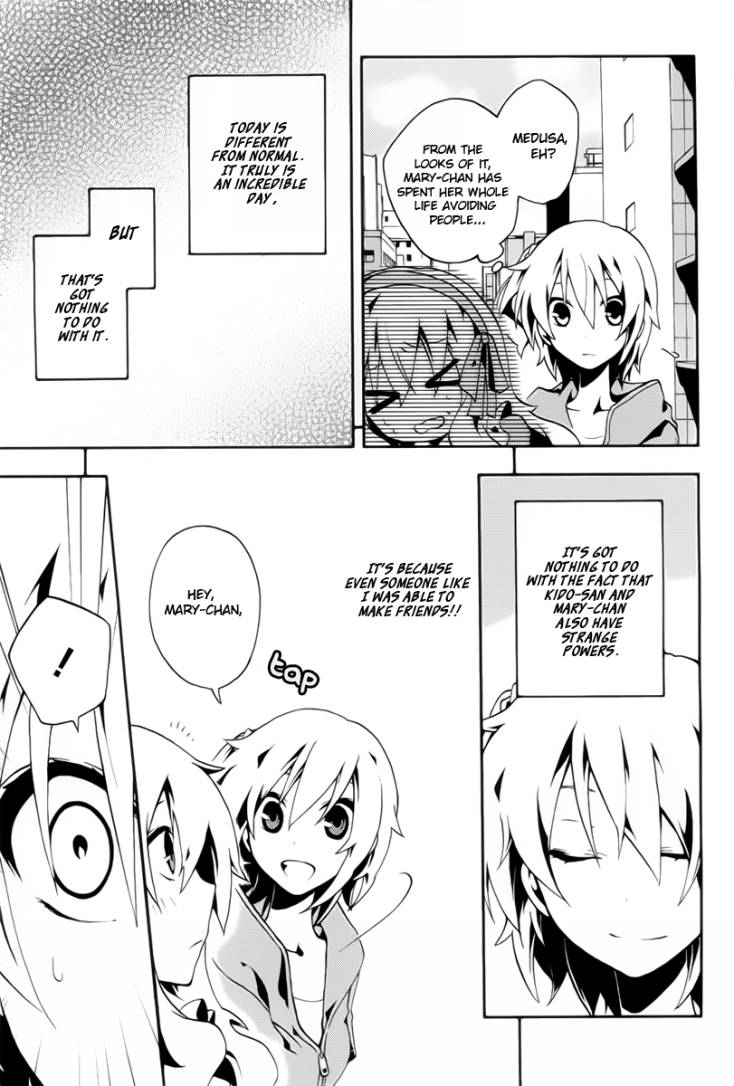 MEDUSA,
EH?
FROM THE
LOOKS OF IT,
MARY-CHAN HAS
SPENT HER WHOLE
LIFE AVOIDING
PEOPLE...
TODAY IS
DIFFERENT
FROM NORMAL.
IT TRULY IS
AN INCREDIBLE
DAY,
BUT
THAT'S
GOT
NOTHING
TO DO
WITH IT.
IT'S GOT
NOTHING TO DO
WITH THE FACT THAT
KIDO-SAN AND
MARY-CHAN
ALSO HAVE
STRANGE
POWERS.
IT'S BECAUSE
EVEN SOMEONE LIKE
I WAS ABLE TO
MAKE FRIENDS!!
HEY,
MARY-CHAN,
tap
!